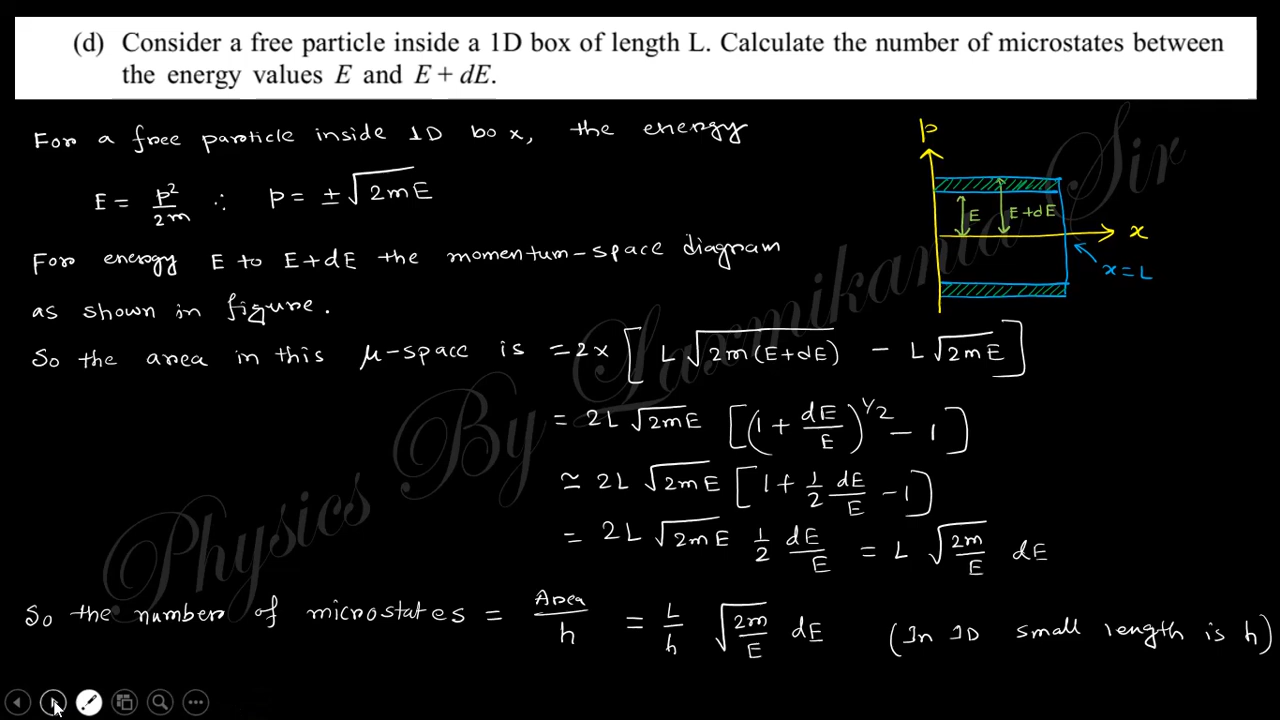 (d) Consider a free particle inside a 1D box of length L. Calculate the number of microstates between
the energy values E and E + dE.
For a free particle inside 1D box, the energy
E = p²/2m ∴ p = ±√(2mE)
For energy E to E+dE the momentum-space diagram
as shown in figure.
So the area in this μ-space is = 2× [L √(2m(E+dE)) − L√(2mE)]
= 2L √(2mE) [(1 + dE/E)^(1/2) − 1]
≃ 2L √(2mE) [1 + 1/2 dE/E − 1]
= 2L √(2mE) 1/2 dE/E = L √(2m/E) dE
So the number of microstates = Area/h = L/h √(2m/E) dE (In 1D small length is h)
p
E
E+dE
x
x=L
Physics By Laxmikanta Sir